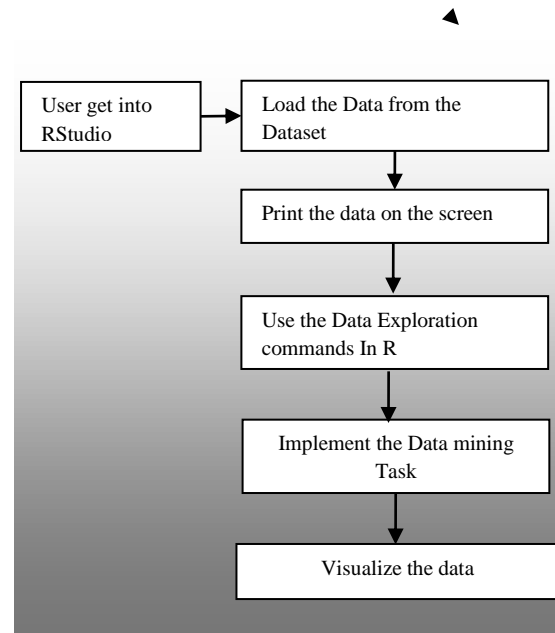 User get into
RStudio
Load the Data from the
Dataset
Print the data on the screen
Use the Data Exploration
commands In R
Implement the Data mining
Task
Visualize the data